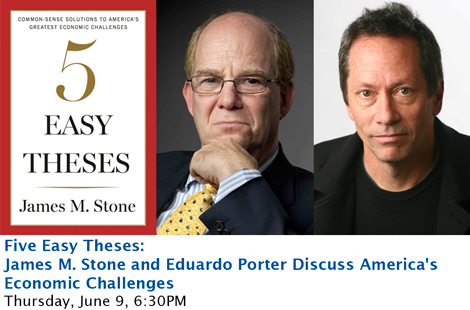 COMMON-SENSE SOLUTIONS TO AMERICA'S
GREATEST ECONOMIC CHALLENGES
5
EASY
THESES
James M. Stone
Five Easy Theses:
James M. Stone and Eduardo Porter Discuss America's
Economic Challenges
Thursday, June 9, 6:30PM